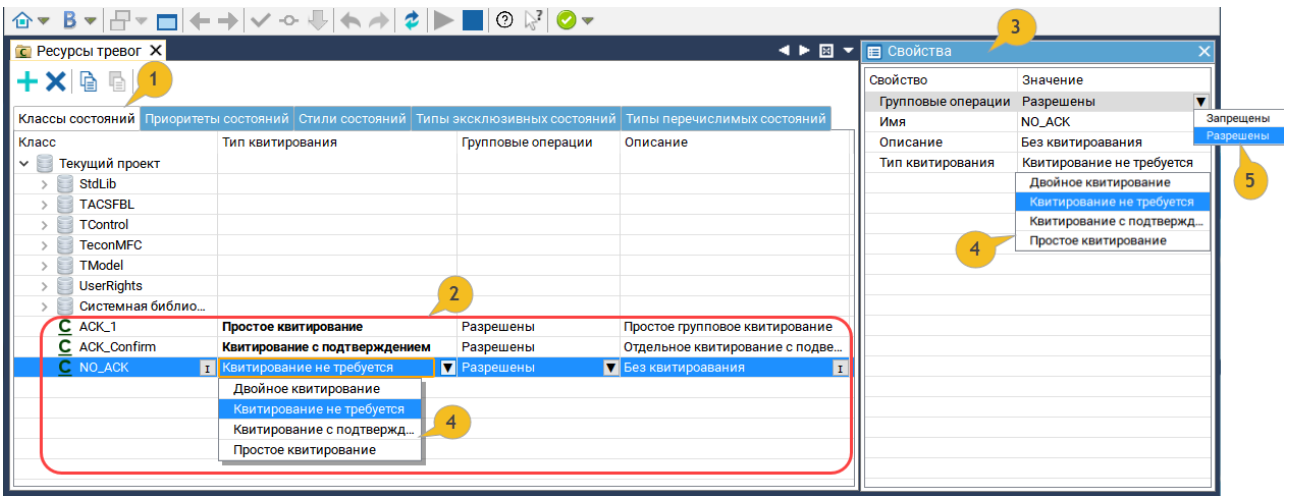 B
?
3
Ресурсы тревог
Свойства
1
Свойство Значение
Групповые операции Разрешены
Имя NO_ACK
Описание Без квитироавания
Тип квитирования Квитирование не требуется
Двойное квитирование
Квитирование не требуется
Квитирование с подтвержд...
Простое квитирование
4
Запрещены
Разрешены
5
Классы состояний Приоритеты состояний Стили состояний Типы эксклюзивных состояний Типы перечислимых состояний
Класс Тип квитирования Групповые операции Описание
Текущий проект
StdLib
TACSFBL
TControl
TeconMFC
TModel
UserRights
Системная библио...
2
C ACK_1 Простое квитирование Разрешены Простое групповое квитирование
C ACK_Confirm Квитирование с подтверждением Разрешены Отдельное квитирование с подве...
C NO_ACK I Квитирование не требуется Разрешены Без квитироавания I
Двойное квитирование
Квитирование не требуется
Квитирование с подтвержд...
Простое квитирование
4